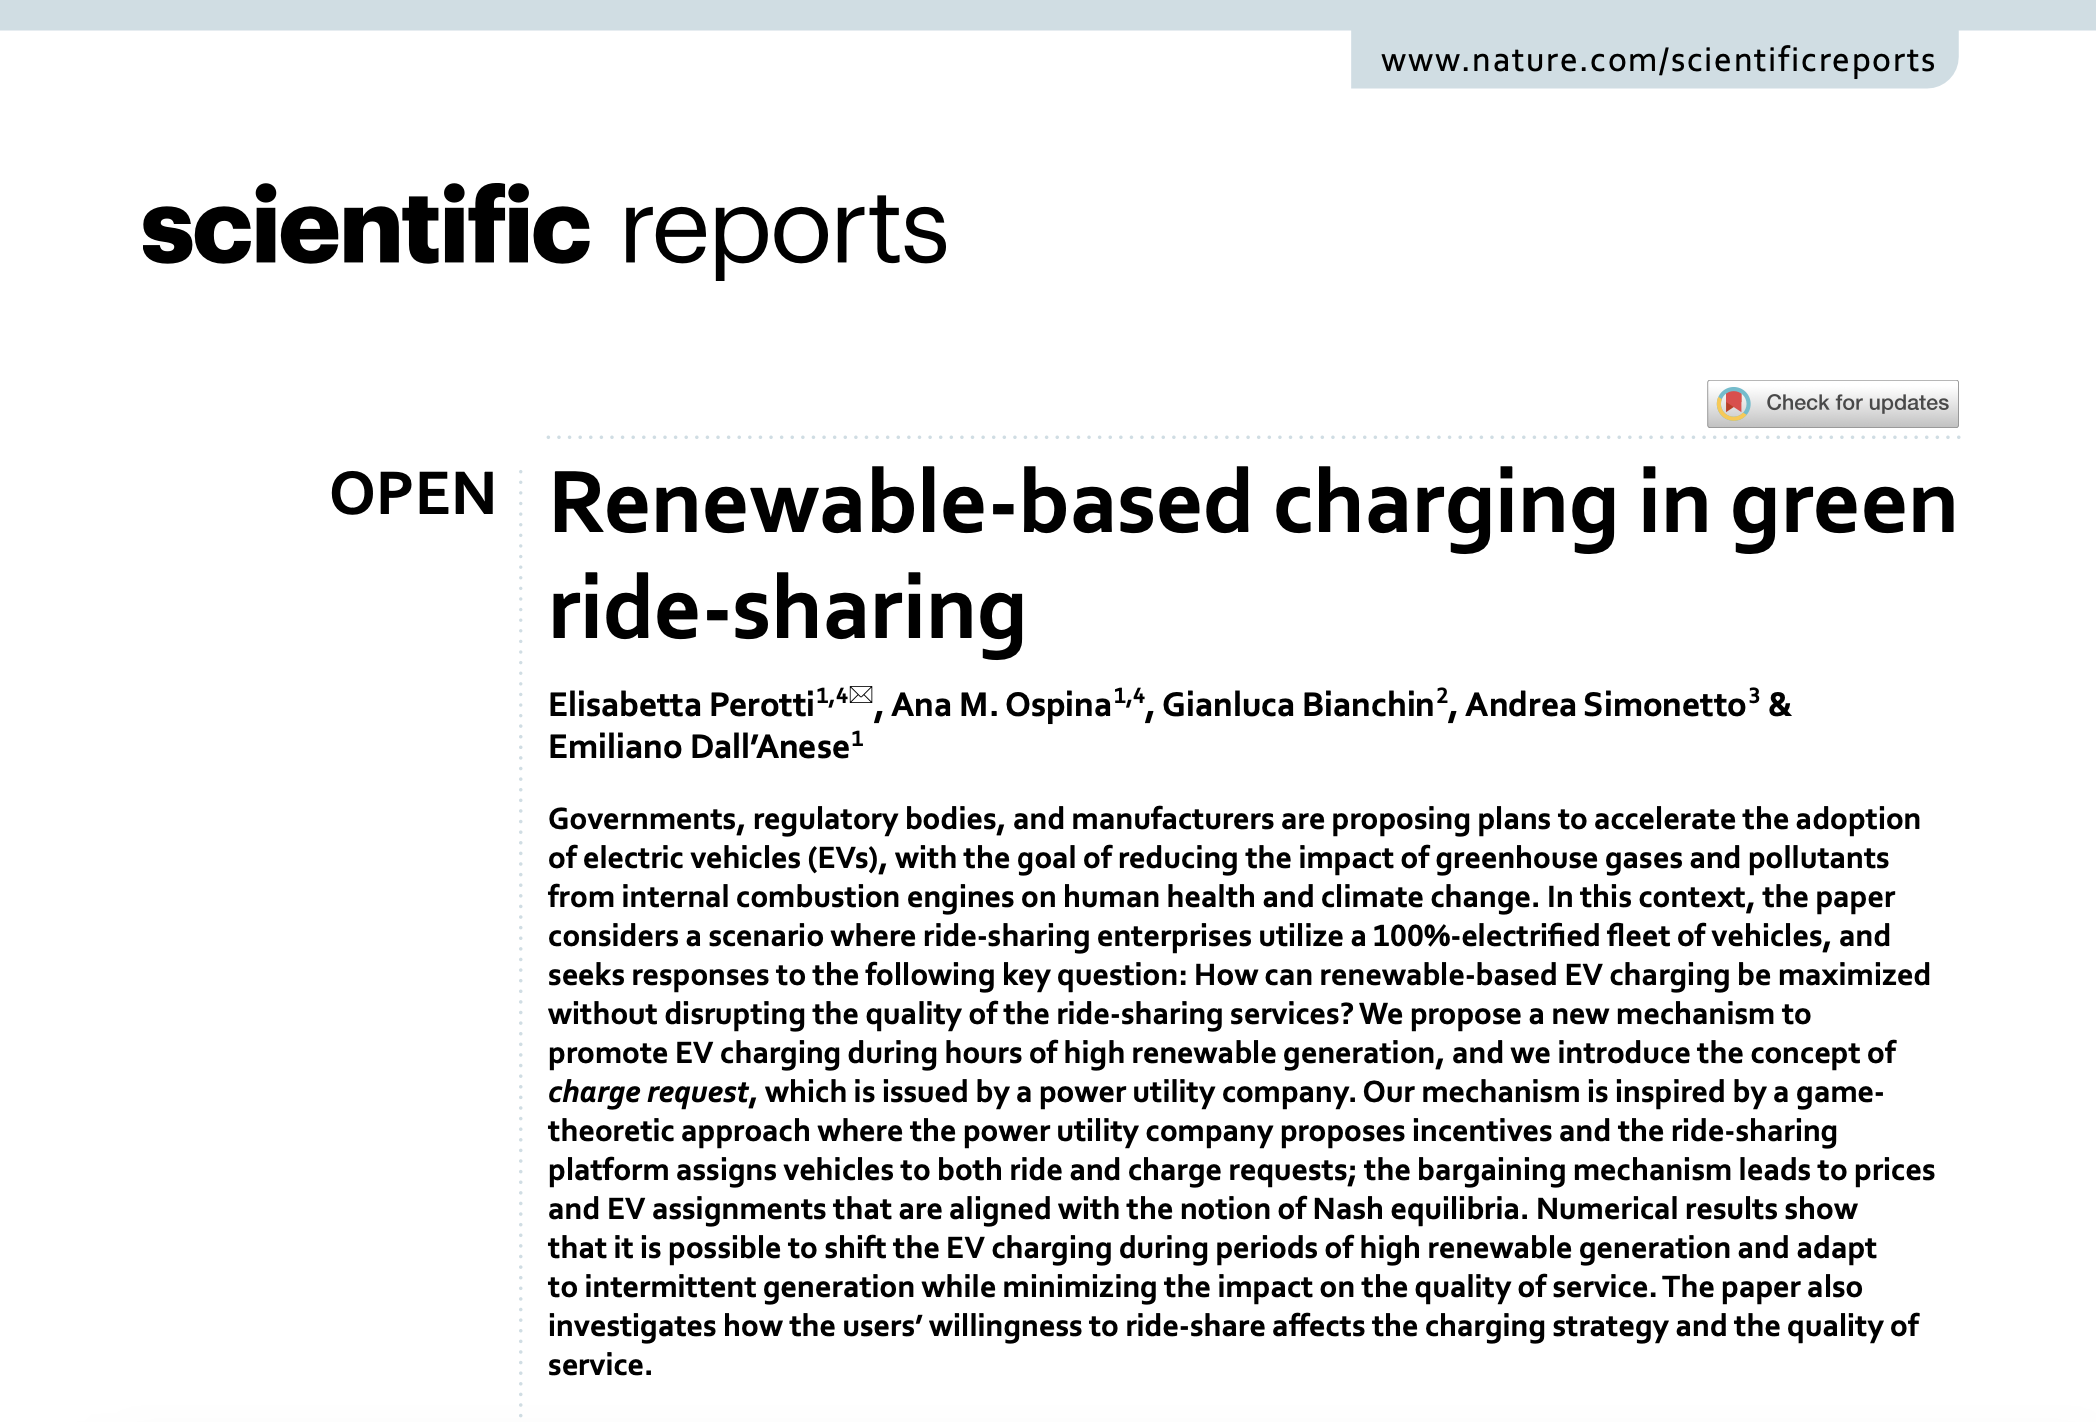 www.nature.com/scientificreports
scientific reports
Check for updates
OPEN
Renewable-based charging in green
ride-sharing
Elisabetta Perotti1,4✉, Ana M. Ospina1,4, Gianluca Bianchin2, Andrea Simonetto3 &
Emiliano Dall’Anese1
Governments, regulatory bodies, and manufacturers are proposing plans to accelerate the adoption
of electric vehicles (EVs), with the goal of reducing the impact of greenhouse gases and pollutants
from internal combustion engines on human health and climate change. In this context, the paper
considers a scenario where ride-sharing enterprises utilize a 100%-electrified fleet of vehicles, and
seeks responses to the following key question: How can renewable-based EV charging be maximized
without disrupting the quality of the ride-sharing services? We propose a new mechanism to
promote EV charging during hours of high renewable generation, and we introduce the concept of
charge request, which is issued by a power utility company. Our mechanism is inspired by a game-
theoretic approach where the power utility company proposes incentives and the ride-sharing
platform assigns vehicles to both ride and charge requests; the bargaining mechanism leads to prices
and EV assignments that are aligned with the notion of Nash equilibria. Numerical results show
that it is possible to shift the EV charging during periods of high renewable generation and adapt
to intermittent generation while minimizing the impact on the quality of service. The paper also
investigates how the users’ willingness to ride-share affects the charging strategy and the quality of
service.